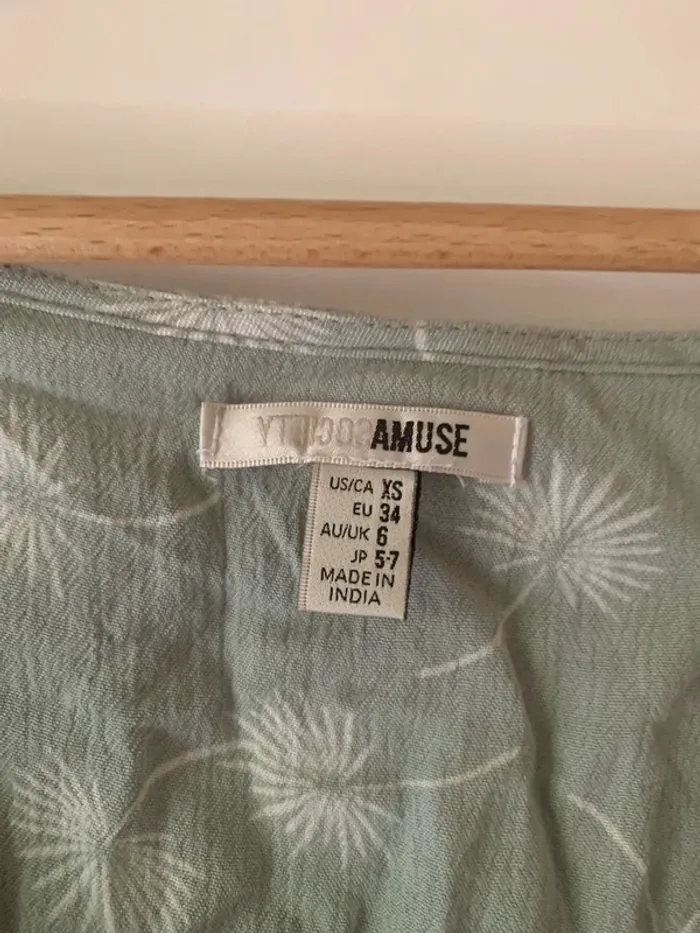 AMUSE
US/CA XS
EU 34
AU/UK 6
JP 5-7
MADE IN
INDIA